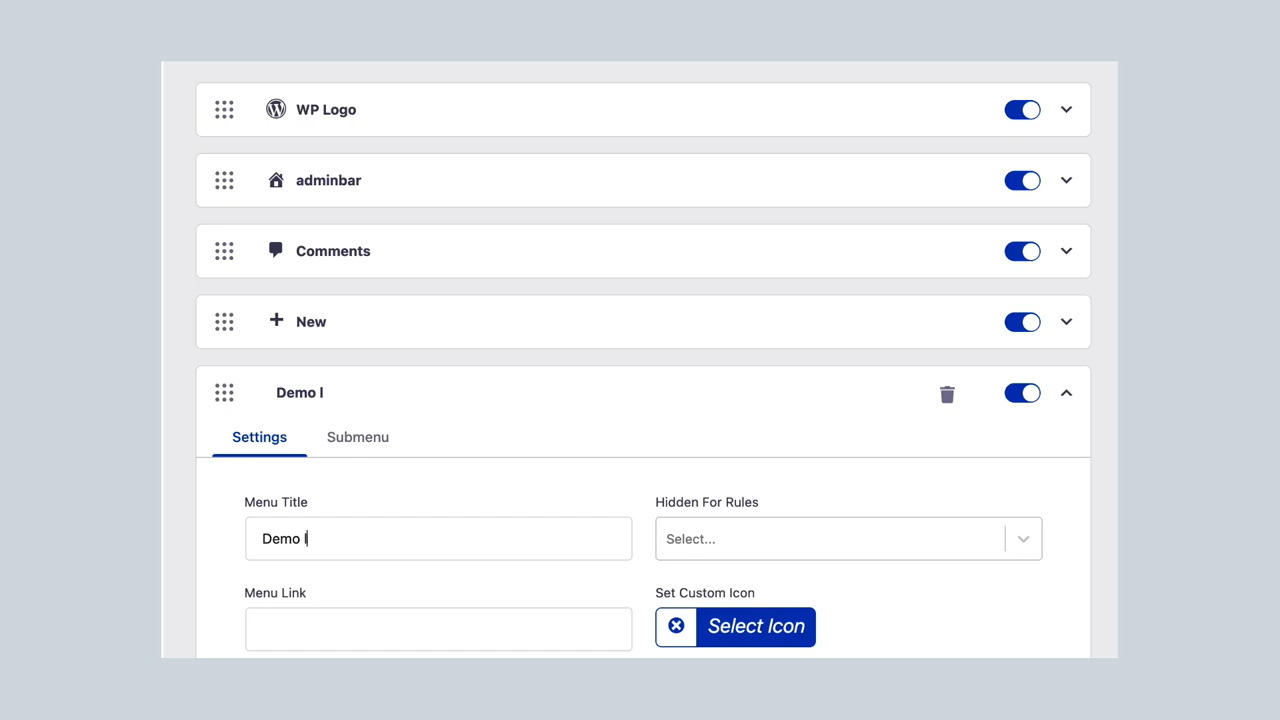 WP Logo
adminbar
Comments
New
Demo l
Settings Submenu
Menu Title Hidden For Rules
Demo l Select...
Menu Link Set Custom Icon
Select Icon